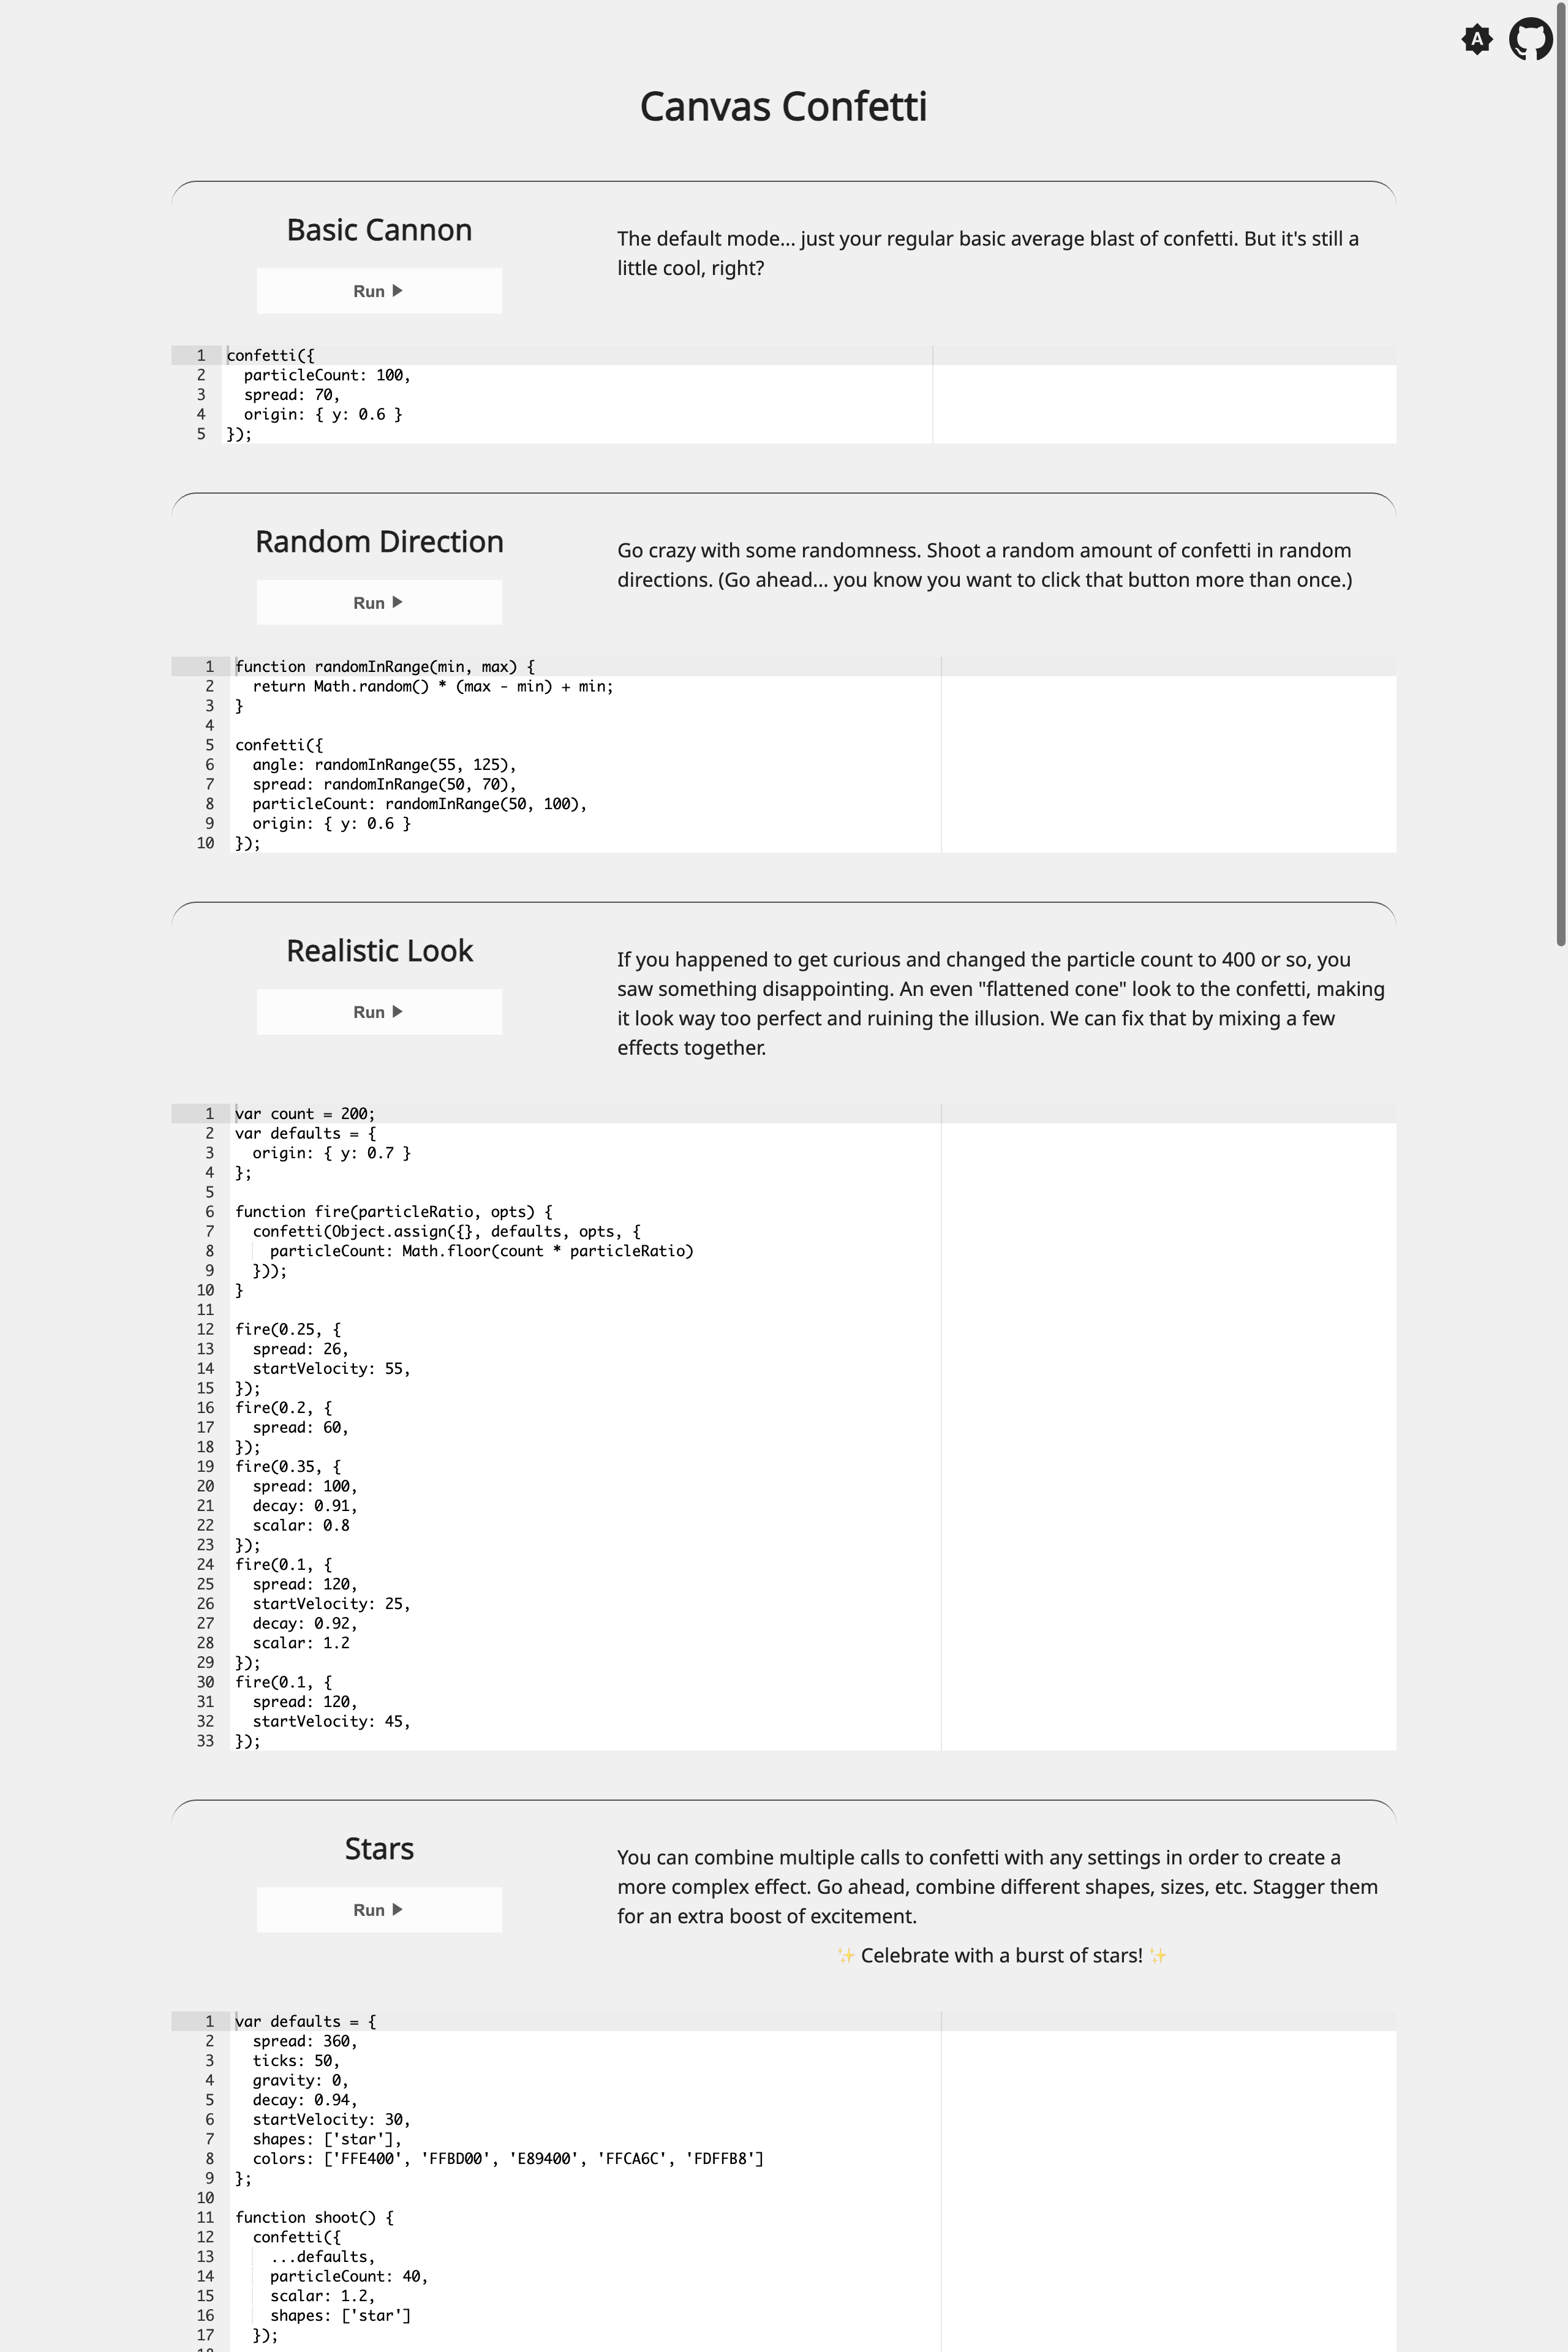 A
Canvas Confetti
Basic Cannon
Run
The default mode... just your regular basic average blast of confetti. But it's still a
little cool, right?
1 confetti({
2   particleCount: 100,
3   spread: 70,
4   origin: { y: 0.6 }
5 });
Random Direction
Run
Go crazy with some randomness. Shoot a random amount of confetti in random
directions. (Go ahead... you know you want to click that button more than once.)
1 function randomInRange(min, max) {
2   return Math.random() * (max - min) + min;
3 }
4
5 confetti({
6   angle: randomInRange(55, 125),
7   spread: randomInRange(50, 70),
8   particleCount: randomInRange(50, 100),
9   origin: { y: 0.6 }
10 });
Realistic Look
Run
If you happened to get curious and changed the particle count to 400 or so, you
saw something disappointing. An even "flattened cone" look to the confetti, making
it look way too perfect and ruining the illusion. We can fix that by mixing a few
effects together.
1 var count = 200;
2 var defaults = {
3   origin: { y: 0.7 }
4 };
5
6 function fire(particleRatio, opts) {
7   confetti(Object.assign({}, defaults, opts, {
8     particleCount: Math.floor(count * particleRatio)
9   }));
10 }
11
12 fire(0.25, {
13   spread: 26,
14   startVelocity: 55,
15 });
16 fire(0.2, {
17   spread: 60,
18 });
19 fire(0.35, {
20   spread: 100,
21   decay: 0.91,
22   scalar: 0.8
23 });
24 fire(0.1, {
25   spread: 120,
26   startVelocity: 25,
27   decay: 0.92,
28   scalar: 1.2
29 });
30 fire(0.1, {
31   spread: 120,
32   startVelocity: 45,
33 });
Stars
Run
You can combine multiple calls to confetti with any settings in order to create a
more complex effect. Go ahead, combine different shapes, sizes, etc. Stagger them
for an extra boost of excitement.
✨ Celebrate with a burst of stars! ✨
1 var defaults = {
2   spread: 360,
3   ticks: 50,
4   gravity: 0,
5   decay: 0.94,
6   startVelocity: 30,
7   shapes: ['star'],
8   colors: ['FFE400', 'FFBD00', 'E89400', 'FFCA6C', 'FDFFB8']
9 };
10
11 function shoot() {
12   confetti({
13     ...defaults,
14     particleCount: 40,
15     scalar: 1.2,
16     shapes: ['star']
17   });